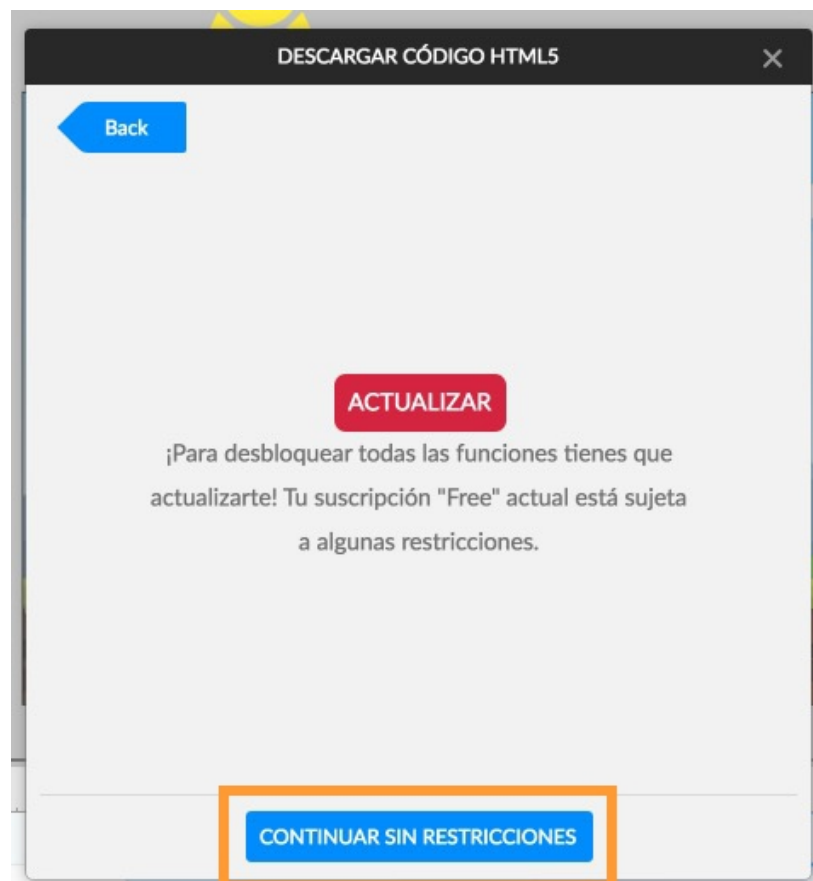 DESCARGAR CÓDIGO HTML5
Back
ACTUALIZAR
¡Para desbloquear todas las funciones tienes que
actualizarte! Tu suscripción "Free" actual está sujeta
a algunas restricciones.
CONTINUAR SIN RESTRICCIONES